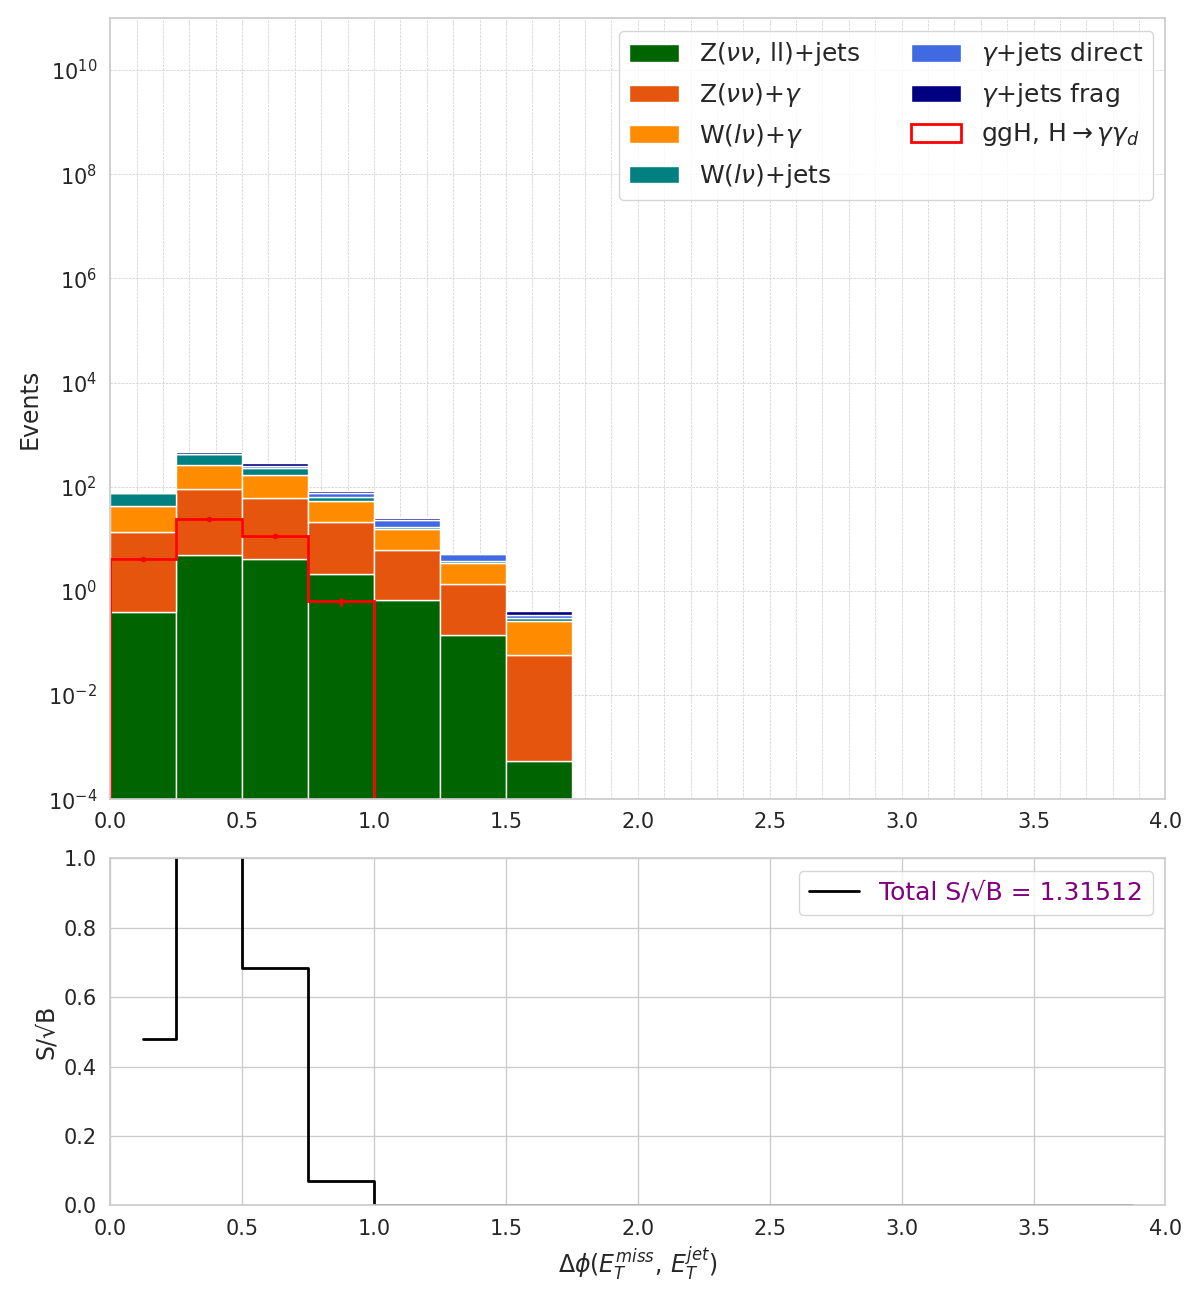 Z(νν, ll)+jets
Z(νν)+γ
W(lν)+γ
W(lν)+jets
γ+jets direct
γ+jets frag
ggH, H→γγ_d
Events
10^10
10^8
10^6
10^4
10^2
10^0
10^−2
10^−4
0.0 0.5 1.0 1.5 2.0 2.5 3.0 3.5 4.0
Total S/√B = 1.31512
S/√B
1.0
0.8
0.6
0.4
0.2
0.0
0.0 0.5 1.0 1.5 2.0 2.5 3.0 3.5 4.0
Δϕ(E_T^miss, E_T^jet)